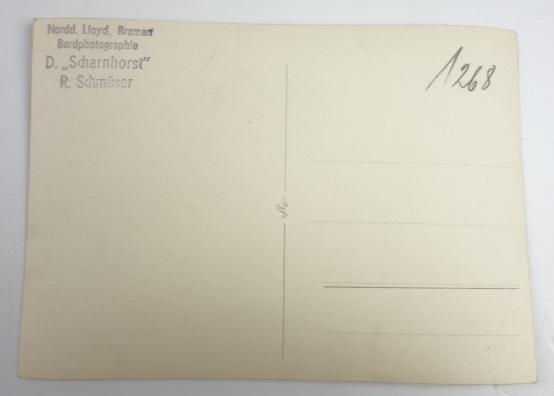 Nordd. Lloyd, Bremen
Bordphotographie
D. „Scharnhorst"
R. Schmüser
1268